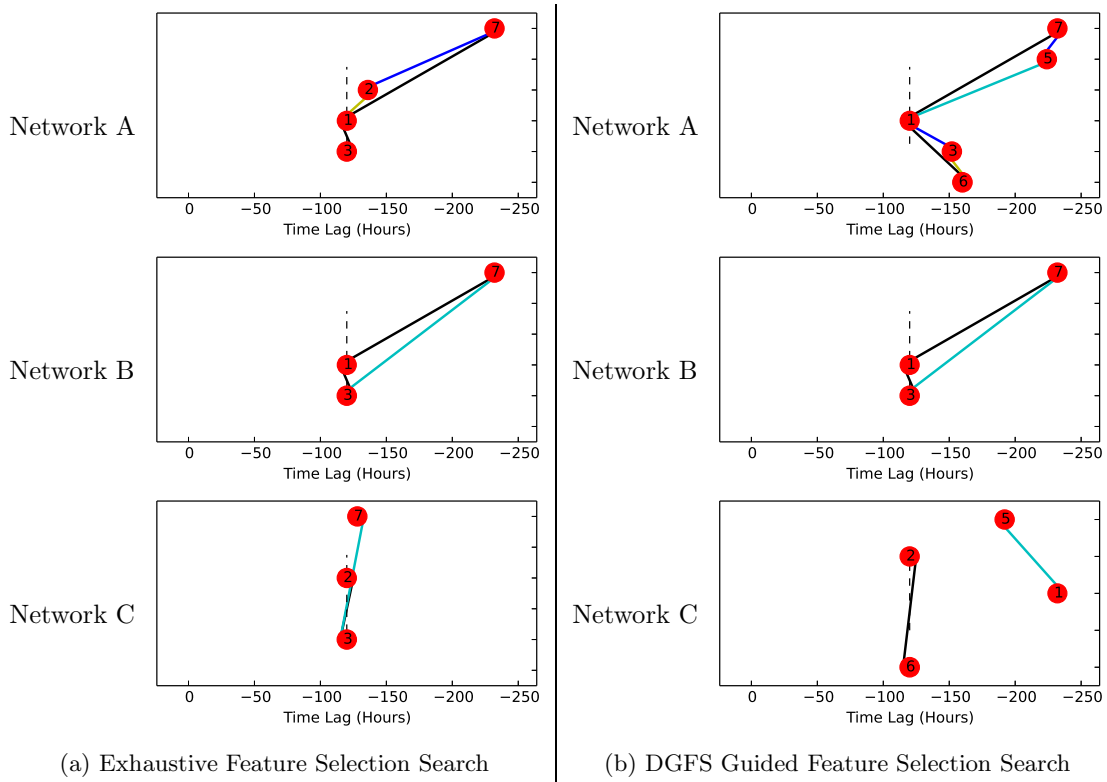 Network A
7
2
1
3
0 −50 −100 −150 −200 −250
Time Lag (Hours)
Network B
7
1
3
0 −50 −100 −150 −200 −250
Time Lag (Hours)
Network C
7
2
3
0 −50 −100 −150 −200 −250
Time Lag (Hours)
(a) Exhaustive Feature Selection Search
Network A
7
5
1
3
6
0 −50 −100 −150 −200 −250
Time Lag (Hours)
Network B
7
1
3
0 −50 −100 −150 −200 −250
Time Lag (Hours)
Network C
5
2
1
6
0 −50 −100 −150 −200 −250
Time Lag (Hours)
(b) DGFS Guided Feature Selection Search